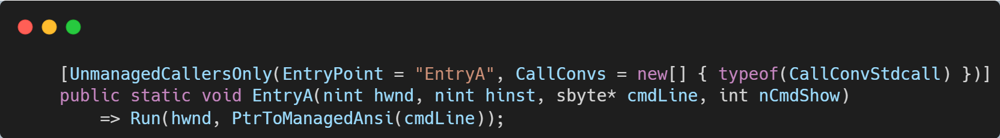 [UnmanagedCallersOnly(EntryPoint = "EntryA", CallConvs = new[] { typeof(CallConvStdcall) })]
public static void EntryA(nint hwnd, nint hinst, sbyte* cmdLine, int nCmdShow)
=> Run(hwnd, PtrToManagedAnsi(cmdLine));